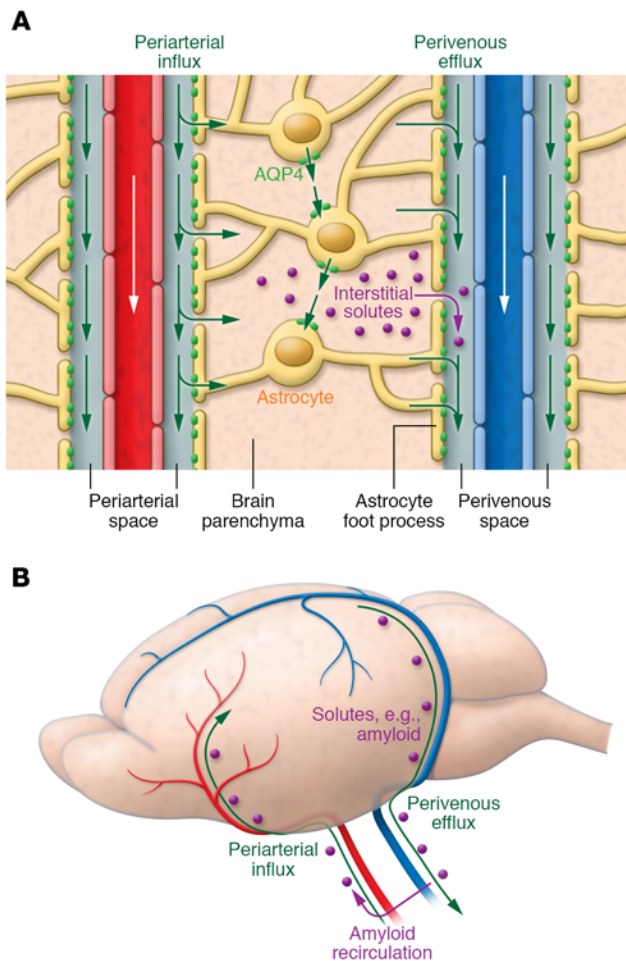 A
Periarterial
influx
Perivenous
efflux
AQP4
Interstitial
solutes
Astrocyte
Periarterial
space
Brain
parenchyma
Astrocyte
foot process
Perivenous
space
B
Solutes, e.g.,
amyloid
Perivenous
efflux
Periarterial
influx
Amyloid
recirculation